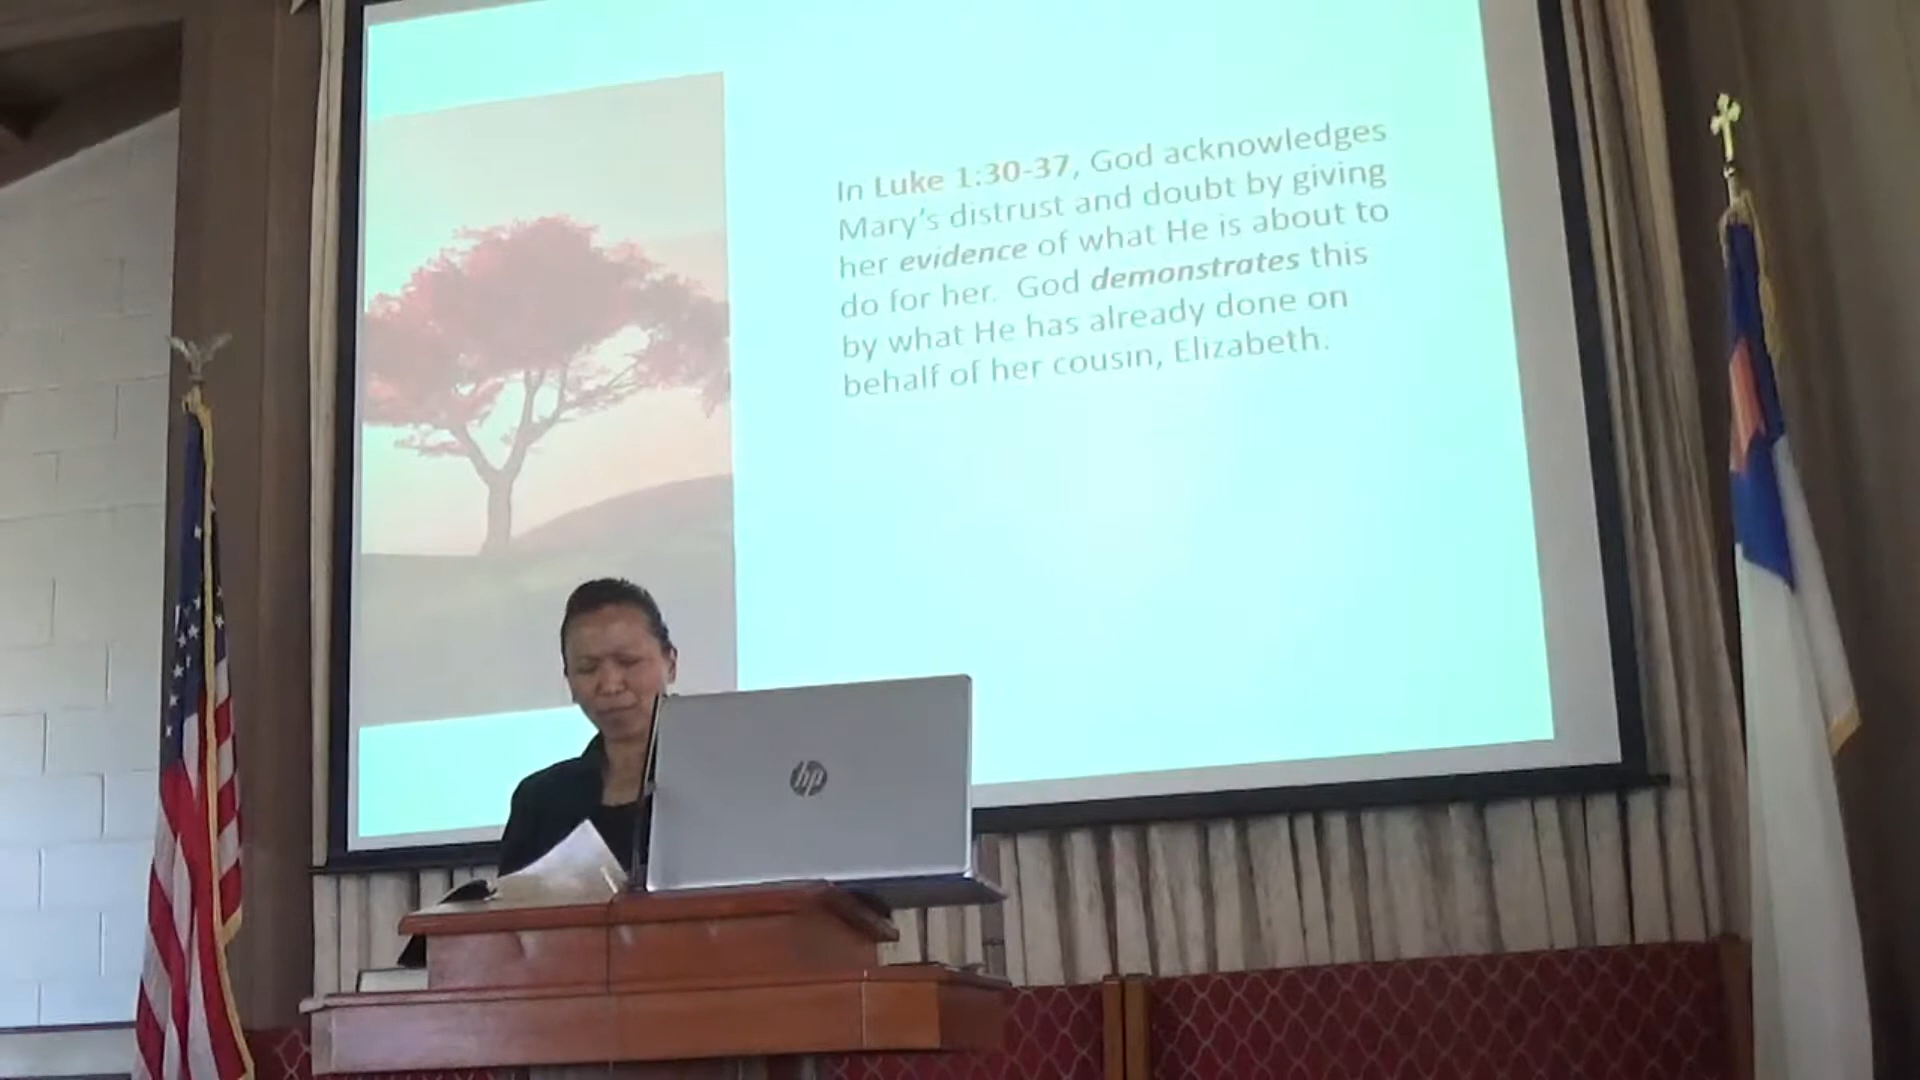 In Luke 1:30-37, God acknowledges
Mary's distrust and doubt by giving
her evidence of what He is about to
do for her. God demonstrates this
by what He has already done on
behalf of her cousin, Elizabeth.
hp